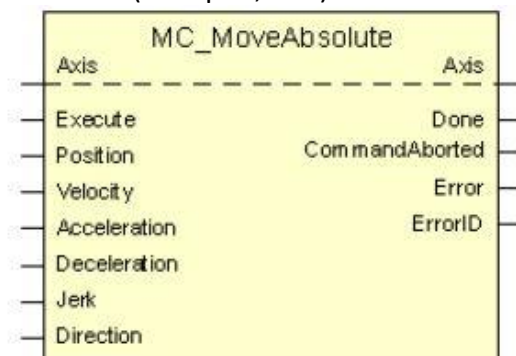 MC_MoveAbsolute
Axis Axis
Execute Done
Position CommandAborted
Velocity Error
Acceleration ErrorID
Deceleration
Jerk
Direction